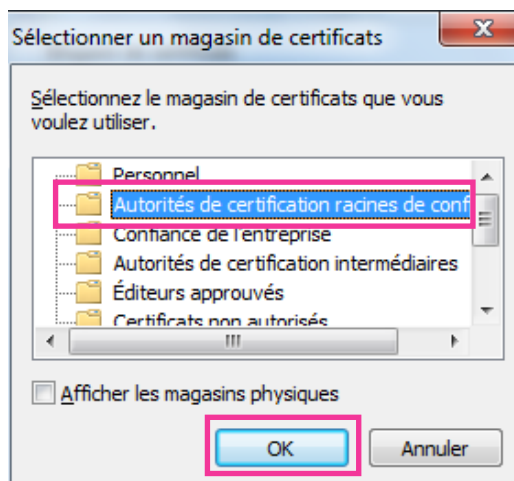 Sélectionner un magasin de certificats
Sélectionnez le magasin de certificats que vous
voulez utiliser.
Personnel
Autorités de certification racines de conf
Confiance de l'entreprise
Autorités de certification intermédiaires
Éditeurs approuvés
Certificats non autorisés
Afficher les magasins physiques
OK Annuler